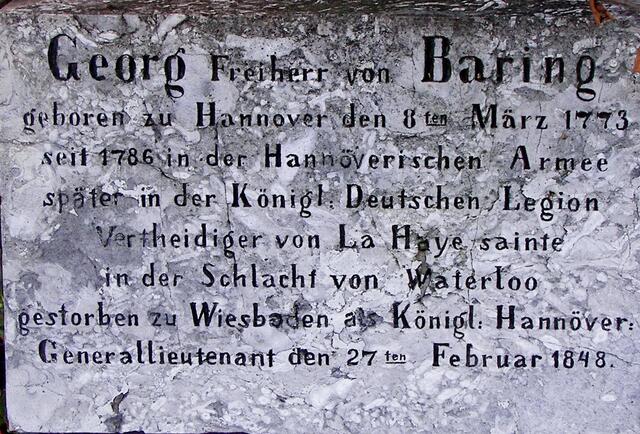 Georg Freiherr von Baring
geboren zu Hannover den 8ten März 1773
seit 1786 in der Hannöverischen Armee
später in der Königl: Deutschen Legion
Vertheidiger von La Haye sainte
in der Schlacht von Waterloo
gestorben zu Wiesbaden als Königl: Hannöver:
Generallieutenant den 27ten Februar 1848.